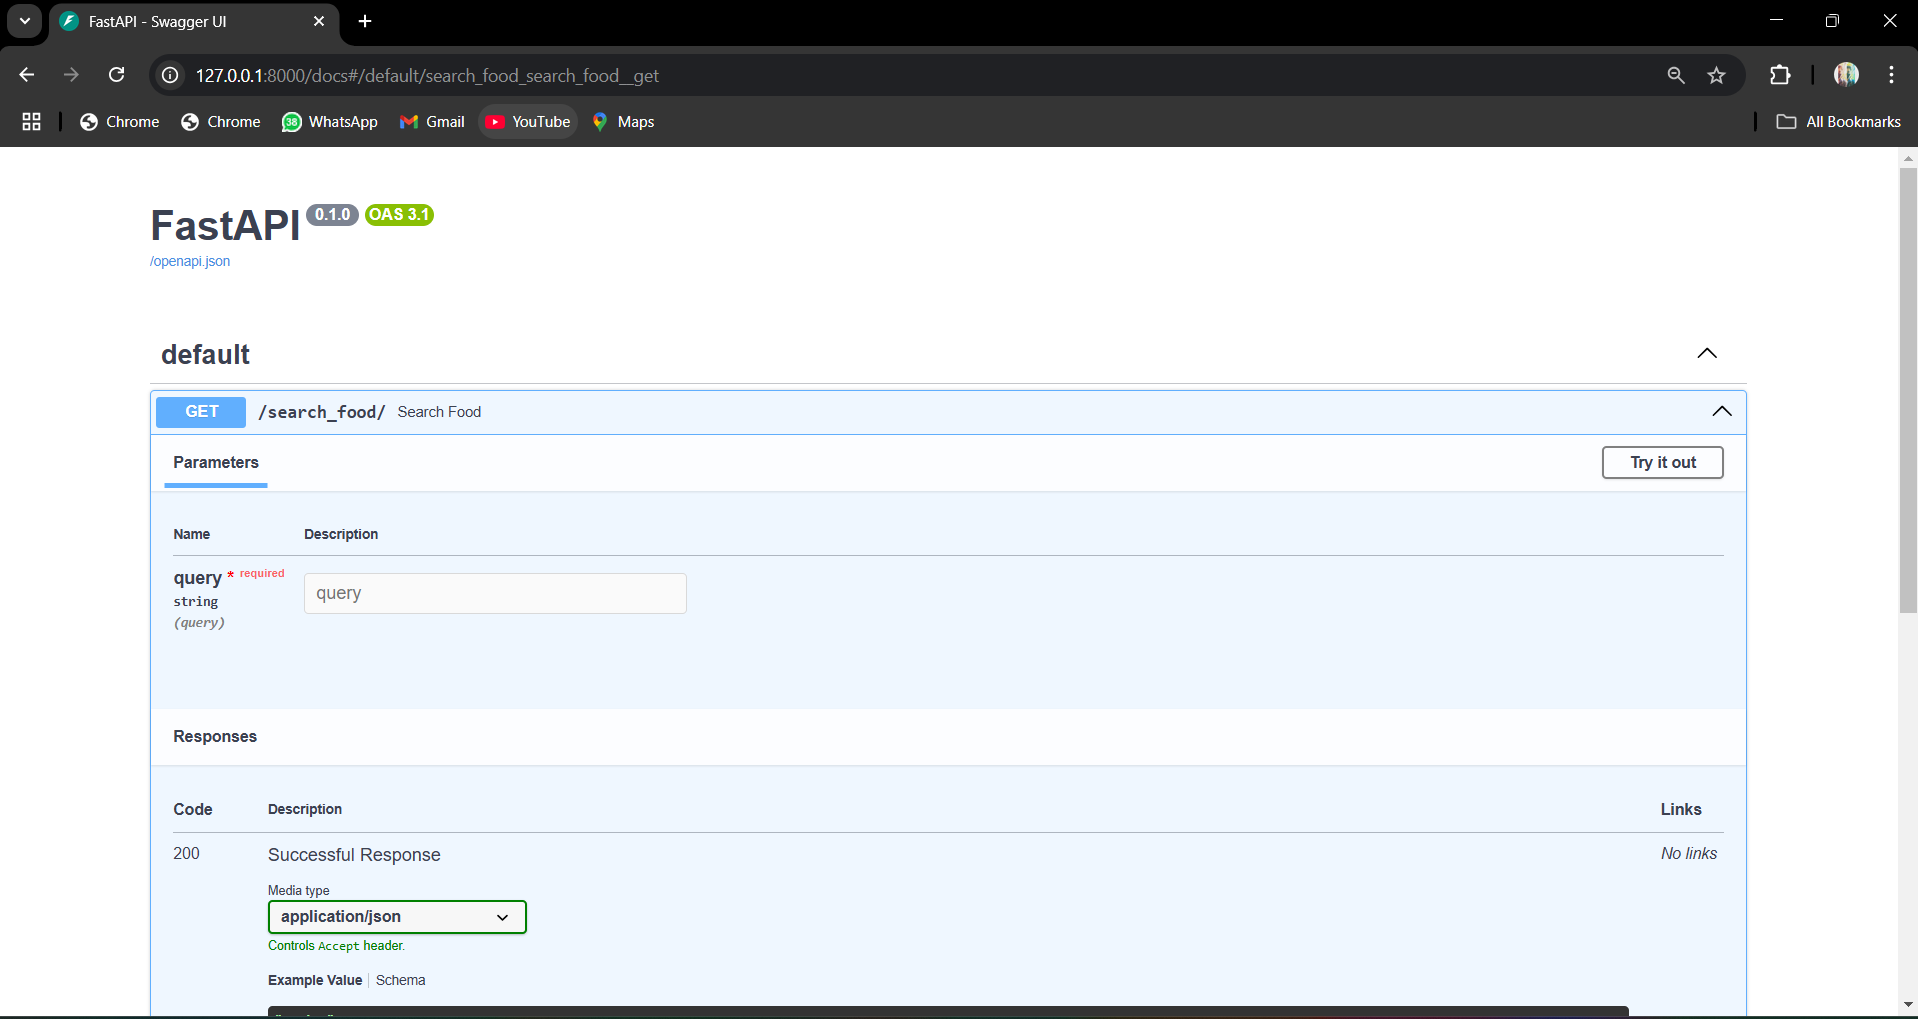 FastAPI - Swagger UI
127.0.0.1:8000/docs#/default/search_food_search_food__get
Chrome Chrome 38 WhatsApp Gmail YouTube Maps All Bookmarks
FastAPI 0.1.0 OAS 3.1
/openapi.json
default
GET /search_food/ Search Food
Parameters Try it out
Name Description
query * required
string
(query)
query
Responses
Code Description Links
200 Successful Response No links
Media type
application/json
Controls Accept header.
Example Value Schema